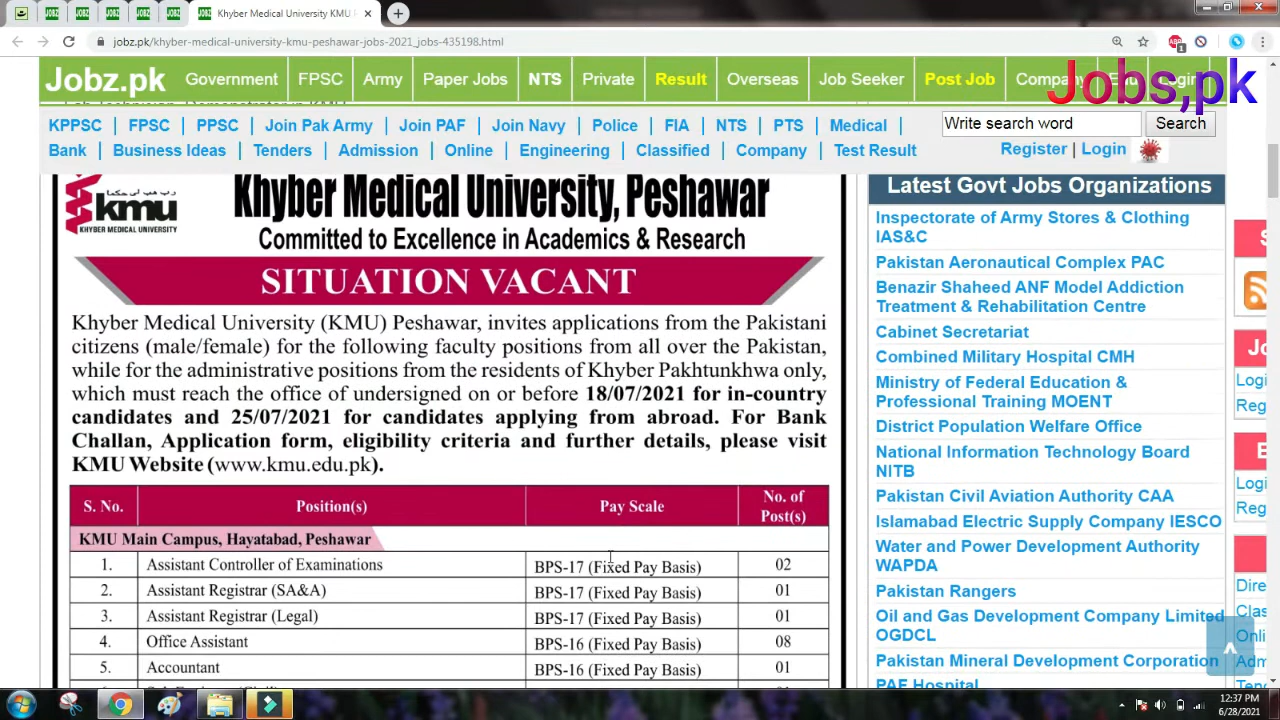 Khyber Medical University KMU
jobz.pk/khyber-medical-university-kmu-peshawar-jobs-2021_jobs-435198.html
Jobz.pk Government FPSC Army Paper Jobs NTS Private Result Overseas Job Seeker Post Job Company Login
Jobs,pk
KPPSC | FPSC | PPSC | Join Pak Army | Join PAF | Join Navy | Police | FIA | NTS | PTS | Medical |
Bank | Business Ideas | Tenders | Admission | Online | Engineering | Classified | Company | Test Result
Write search word Search
Register | Login
kmu
KHYBER MEDICAL UNIVERSITY
Khyber Medical University, Peshawar
Committed to Excellence in Academics & Research
SITUATION VACANT
Khyber Medical University (KMU) Peshawar, invites applications from the Pakistani
citizens (male/female) for the following faculty positions from all over the Pakistan,
while for the administrative positions from the residents of Khyber Pakhtunkhwa only,
which must reach the office of undersigned on or before 18/07/2021 for in-country
candidates and 25/07/2021 for candidates applying from abroad. For Bank
Challan, Application form, eligibility criteria and further details, please visit
KMU Website (www.kmu.edu.pk).
S. No. Position(s) Pay Scale No. of
Post(s)
KMU Main Campus, Hayatabad, Peshawar
1. Assistant Controller of Examinations BPS-17 (Fixed Pay Basis) 02
2. Assistant Registrar (SA&A) BPS-17 (Fixed Pay Basis) 01
3. Assistant Registrar (Legal) BPS-17 (Fixed Pay Basis) 01
4. Office Assistant BPS-16 (Fixed Pay Basis) 08
5. Accountant BPS-16 (Fixed Pay Basis) 01
Latest Govt Jobs Organizations
Inspectorate of Army Stores & Clothing
IAS&C
Pakistan Aeronautical Complex PAC
Benazir Shaheed ANF Model Addiction
Treatment & Rehabilitation Centre
Cabinet Secretariat
Combined Military Hospital CMH
Ministry of Federal Education &
Professional Training MOENT
District Population Welfare Office
National Information Technology Board
NITB
Pakistan Civil Aviation Authority CAA
Islamabad Electric Supply Company IESCO
Water and Power Development Authority
WAPDA
Pakistan Rangers
Oil and Gas Development Company Limited
OGDCL
Pakistan Mineral Development Corporation
PAF Hospital
12:37 PM
6/28/2021